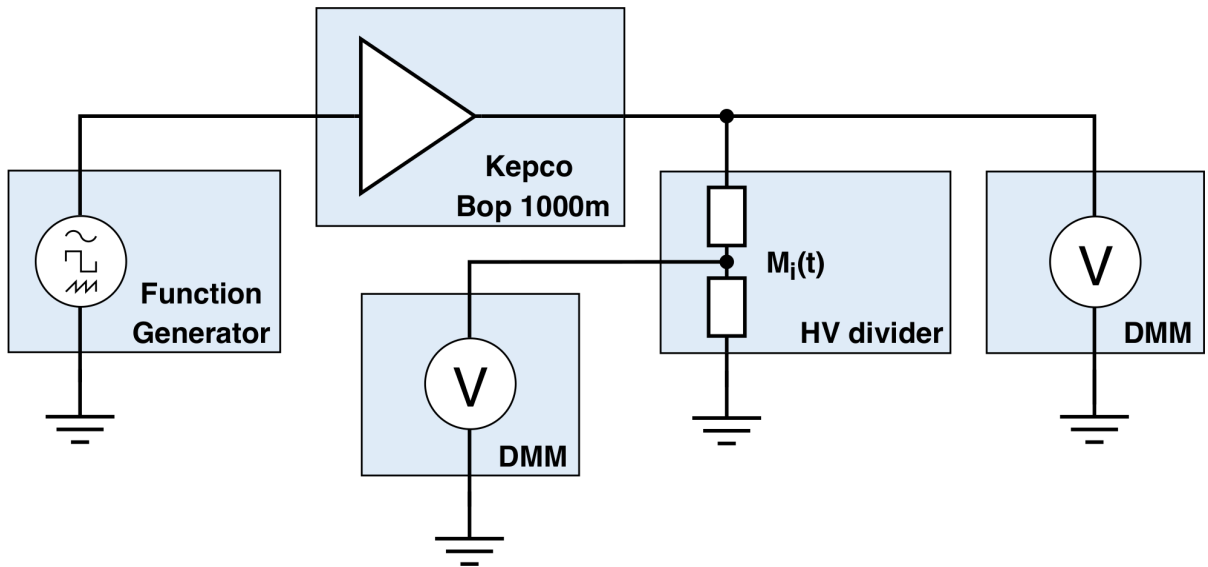 Kepco
Bop 1000m
Function
Generator
Mi(t)
HV divider
V
DMM
V
DMM